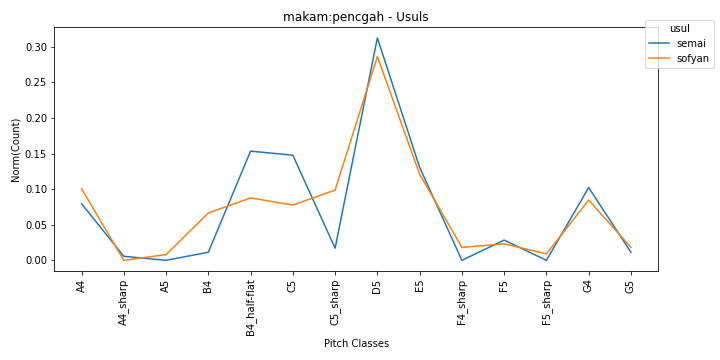 makam:pencgah - Usuls
usul
semai
sofyan
Norm(Count)
0.30
0.25
0.20
0.15
0.10
0.05
0.00
A4
A4_sharp
A5
B4
B4_half-flat
C5
C5_sharp
D5
E5
F4_sharp
F5
F5_sharp
G4
G5
Pitch Classes